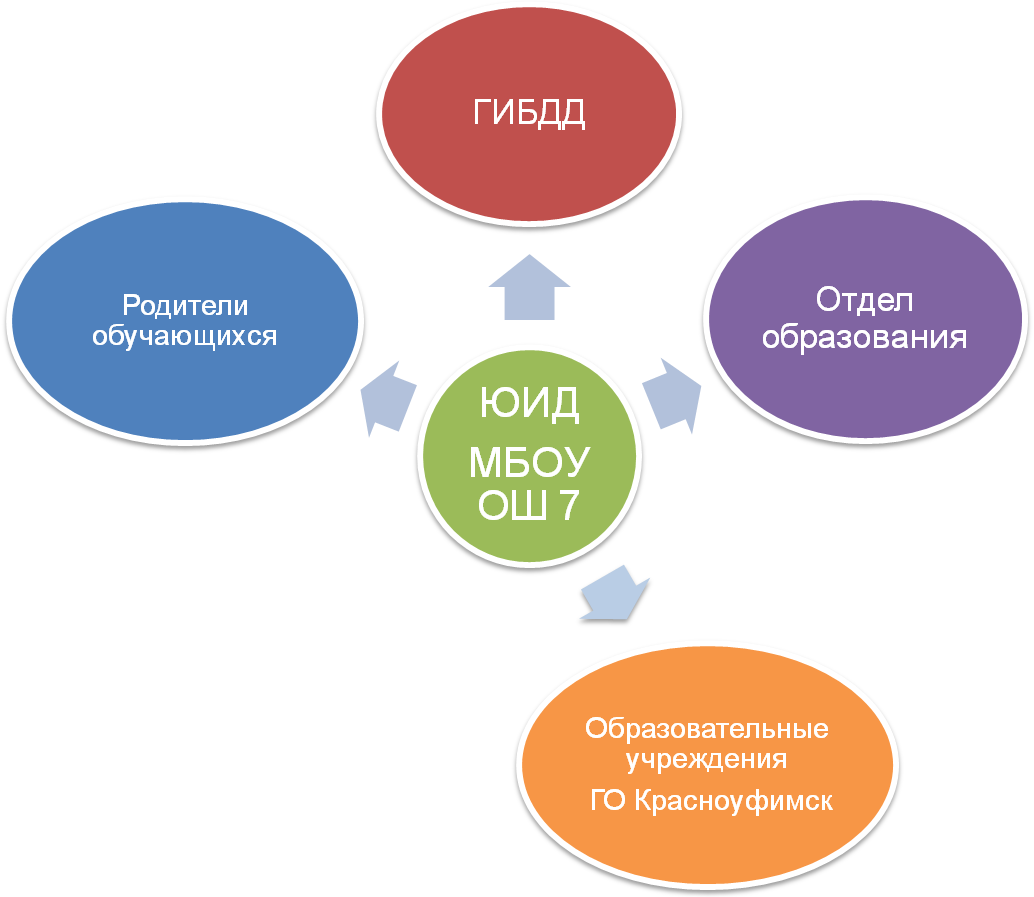 ГИБДД
Родители
обучающихся
Отдел
образования
ЮИД
МБОУ
ОШ 7
Образовательные
учреждения
ГО Красноуфимск